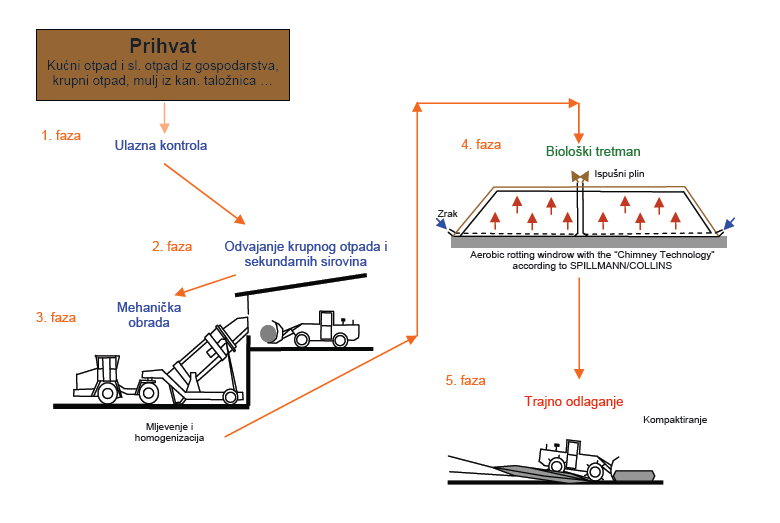 Prihvat
Kućni otpad i sl. otpad iz gospodarstva,
krupni otpad, mulj iz kan. taložnica ...
1. faza
Ulazna kontrola
2. faza
Odvajanje krupnog otpada i
sekundarnih sirovina
3. faza
Mehanička
obrada
Mljevenje i
homogenizacija
4. faza
Biološki tretman
Ispušni plin
Zrak
Aerobic rotting windrow with the "Chimney Technology"
according to SPILLMANN/COLLINS
5. faza
Trajno odlaganje
Kompaktiranje